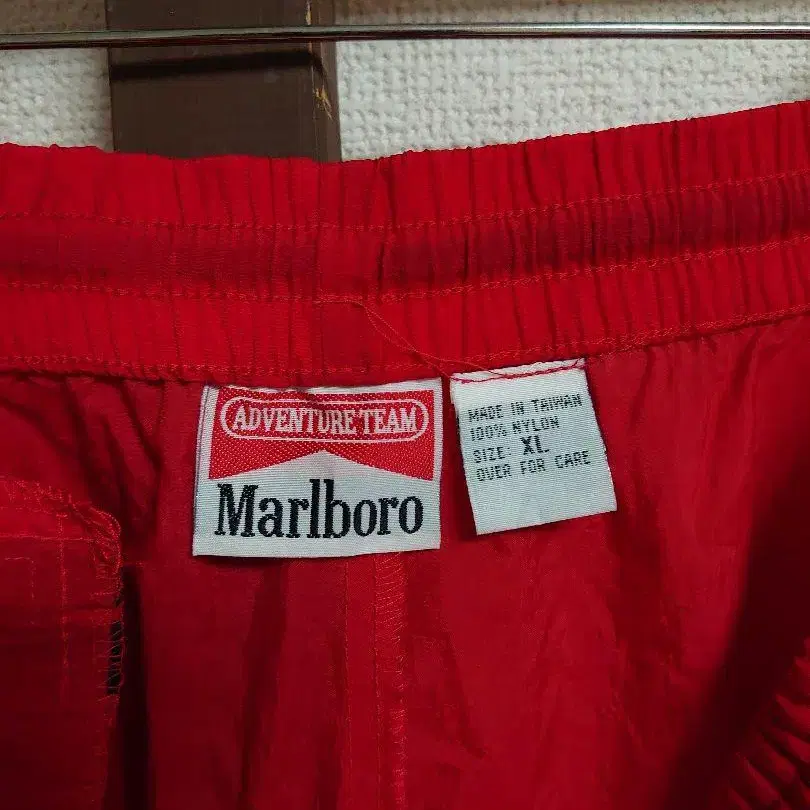 ADVENTURE TEAM
Marlboro
MADE IN TAIWAN
100% NYLON
SIZE: XL
OVER FOR CARE